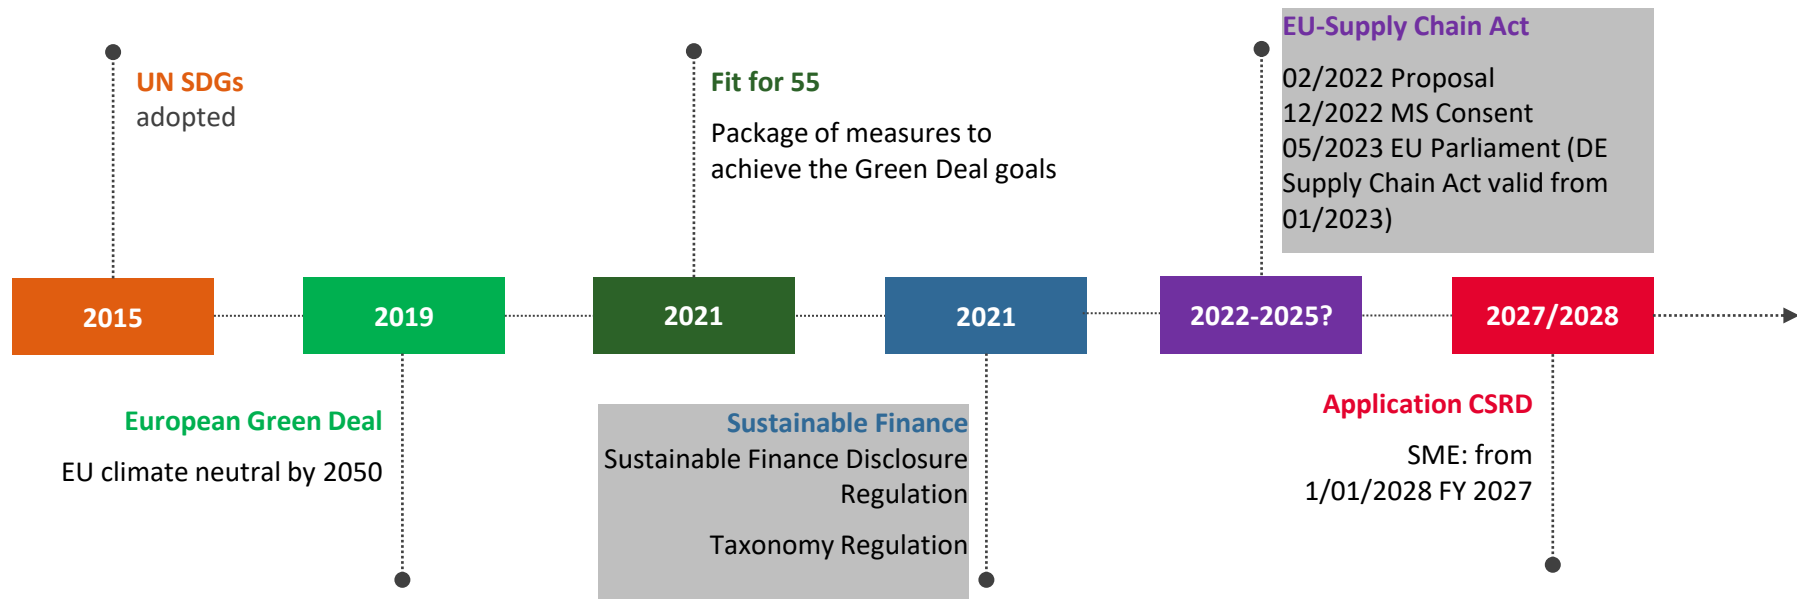 UN SDGs
adopted
Fit for 55
Package of measures to
achieve the Green Deal goals
EU-Supply Chain Act
02/2022 Proposal
12/2022 MS Consent
05/2023 EU Parliament (DE
Supply Chain Act valid from
01/2023)
2015
2019
2021
2021
2022-2025?
2027/2028
European Green Deal
EU climate neutral by 2050
Sustainable Finance
Sustainable Finance Disclosure
Regulation
Taxonomy Regulation
Application CSRD
SME: from
1/01/2028 FY 2027